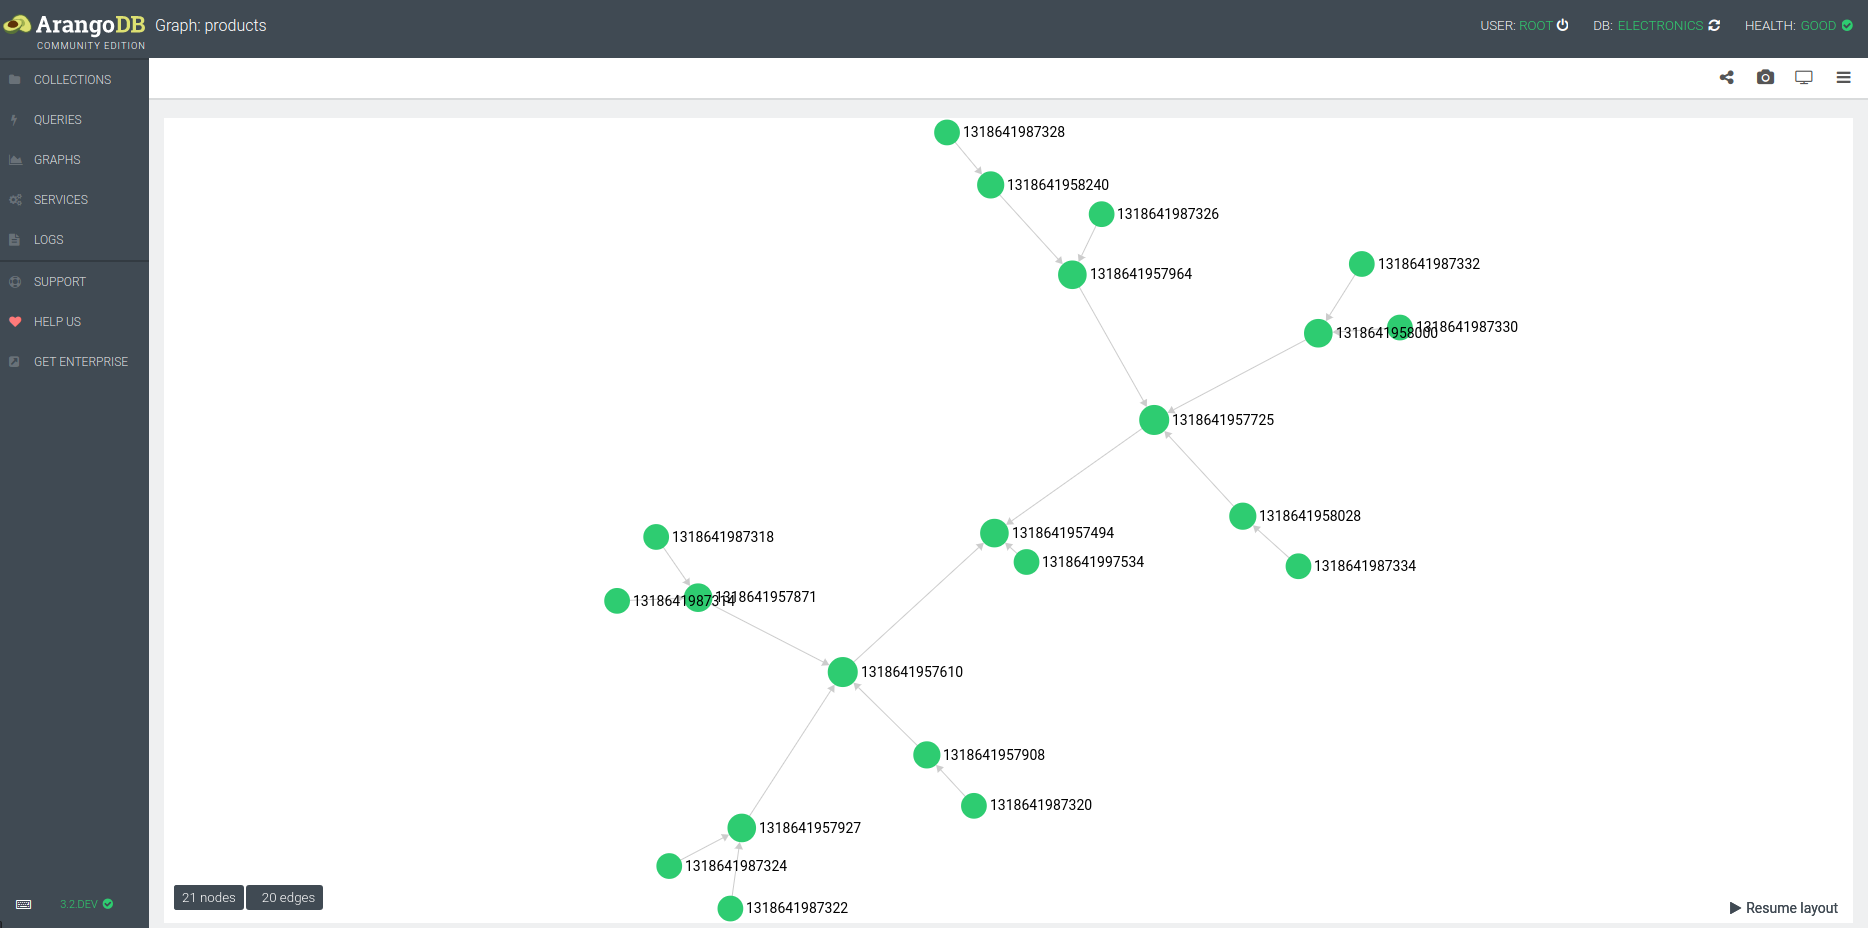 ArangoDB
COMMUNITY EDITION
Graph: products
USER: ROOT
DB: ELECTRONICS
HEALTH: GOOD
COLLECTIONS
QUERIES
GRAPHS
SERVICES
LOGS
SUPPORT
HELP US
GET ENTERPRISE
3.2.DEV
1318641987328
1318641958240
1318641987326
1318641957964
1318641987332
1318641987330
1318641958000
1318641957725
1318641958028
1318641957494
1318641987318
1318641997534
1318641987334
1318641957871
1318641987314
1318641957610
1318641957908
1318641987320
1318641957927
1318641987324
1318641987322
21 nodes
20 edges
Resume layout